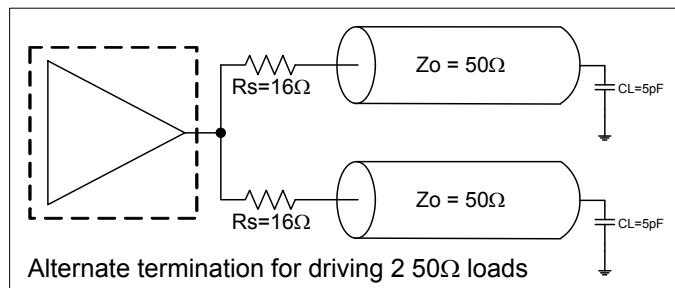 Rs=16Ω
Zo = 50Ω
CL=5pF
Rs=16Ω
Zo = 50Ω
CL=5pF
Alternate termination for driving 2 50Ω loads